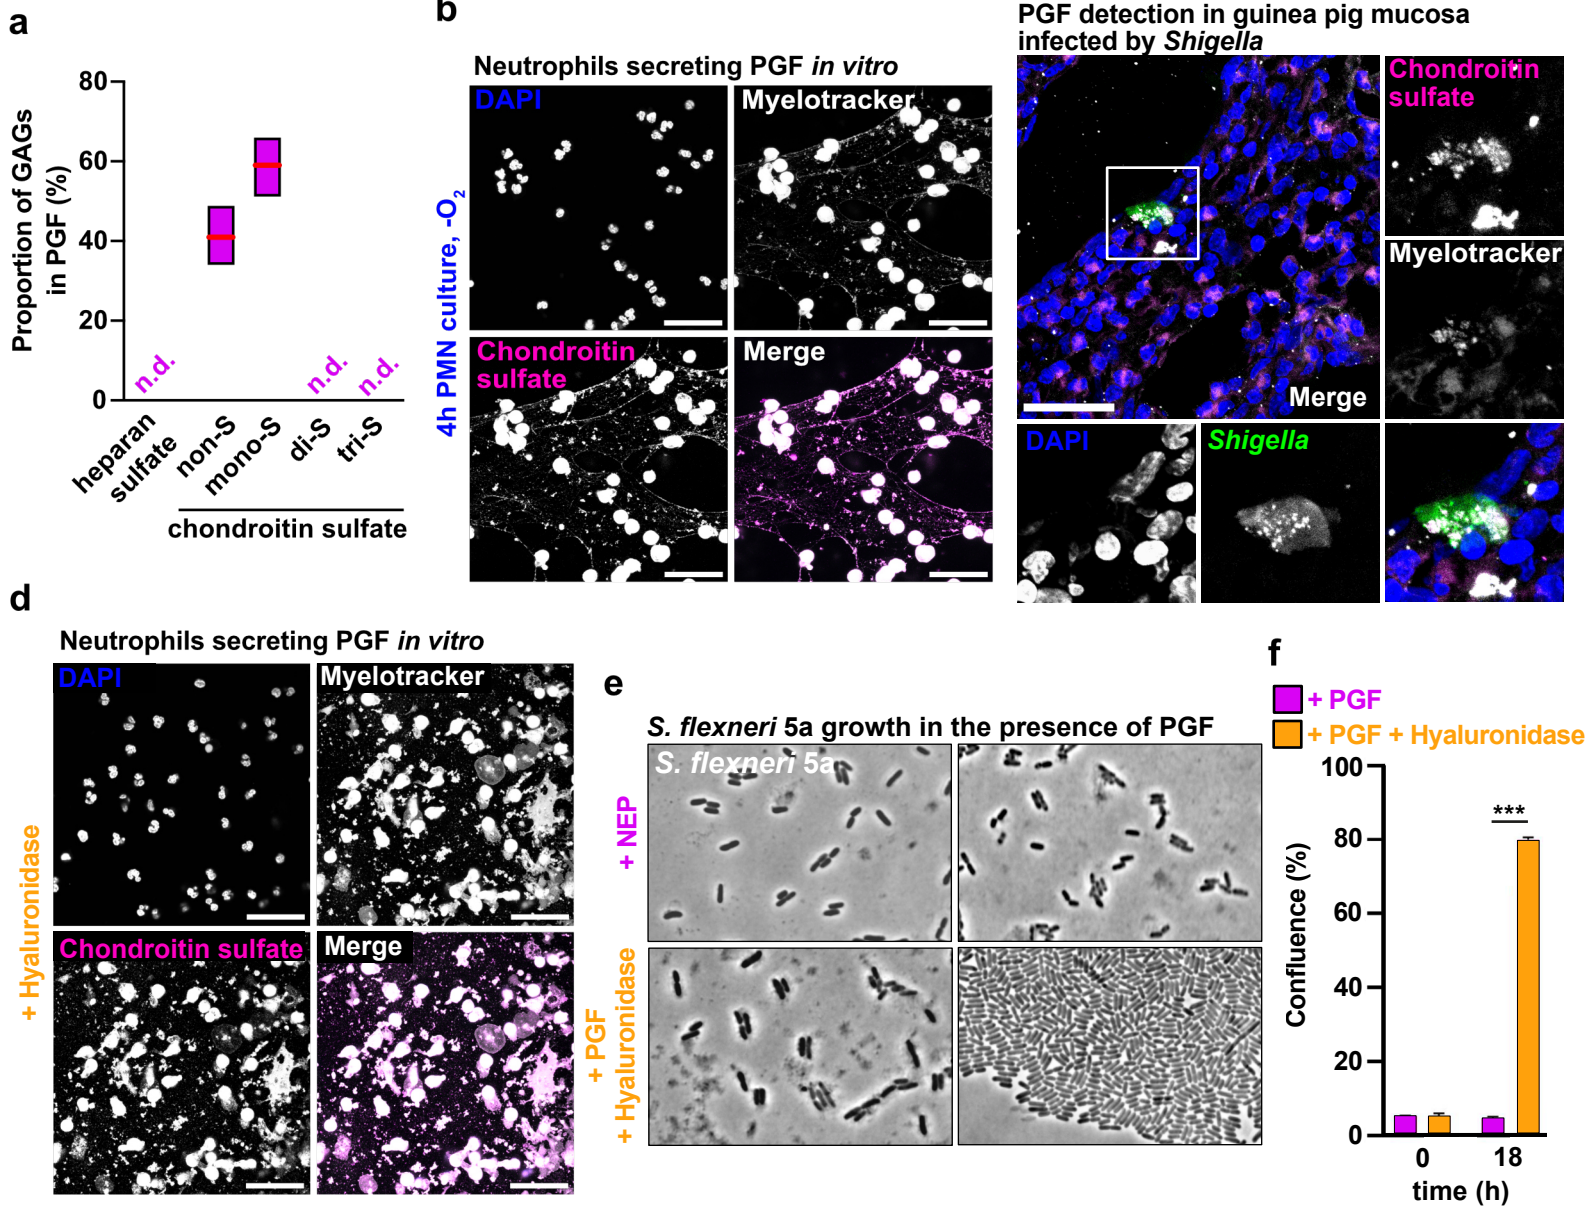 a
Proportion of GAGs
in PGF (%)
80
60
40
20
0
n.d.
n.d.
n.d.
heparan
sulfate
non-S
mono-S
di-S
tri-S
chondroitin sulfate
b
Neutrophils secreting PGF in vitro
4h PMN culture, -O2
DAPI
Myelotracker
Chondroitin
sulfate
Merge
PGF detection in guinea pig mucosa
infected by Shigella
Merge
Chondroitin
sulfate
Myelotracker
DAPI
Shigella
d
Neutrophils secreting PGF in vitro
+ Hyaluronidase
DAPI
Myelotracker
Chondroitin sulfate
Merge
e
S. flexneri 5a growth in the presence of PGF
+ NEP
S. flexneri 5a
+ PGF
+ Hyaluronidase
f
+ PGF
+ PGF + Hyaluronidase
Confluence (%)
100
80
60
40
20
0
***
0
18
time (h)